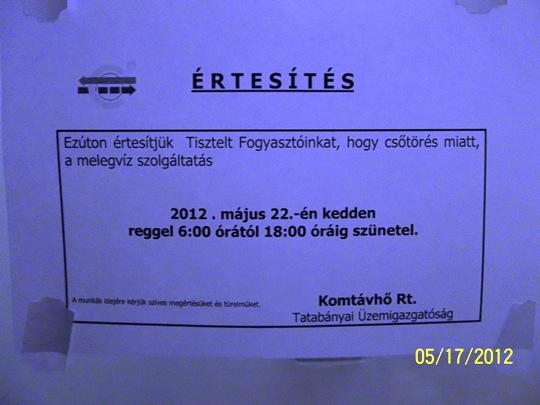 ÉRTESÍTÉS
Ezúton értesítjük Tisztelt Fogyasztóinkat, hogy csőtörés miatt,
a melegvíz szolgáltatás
2012 . május 22.-én kedden
reggel 6:00 órától 18:00 óráig szünetel.
A munkák idejére kérjük szíves megértésüket és türelmüket.
Komtávhő Rt.
Tatabányai Üzemigazgatóság
05/17/2012